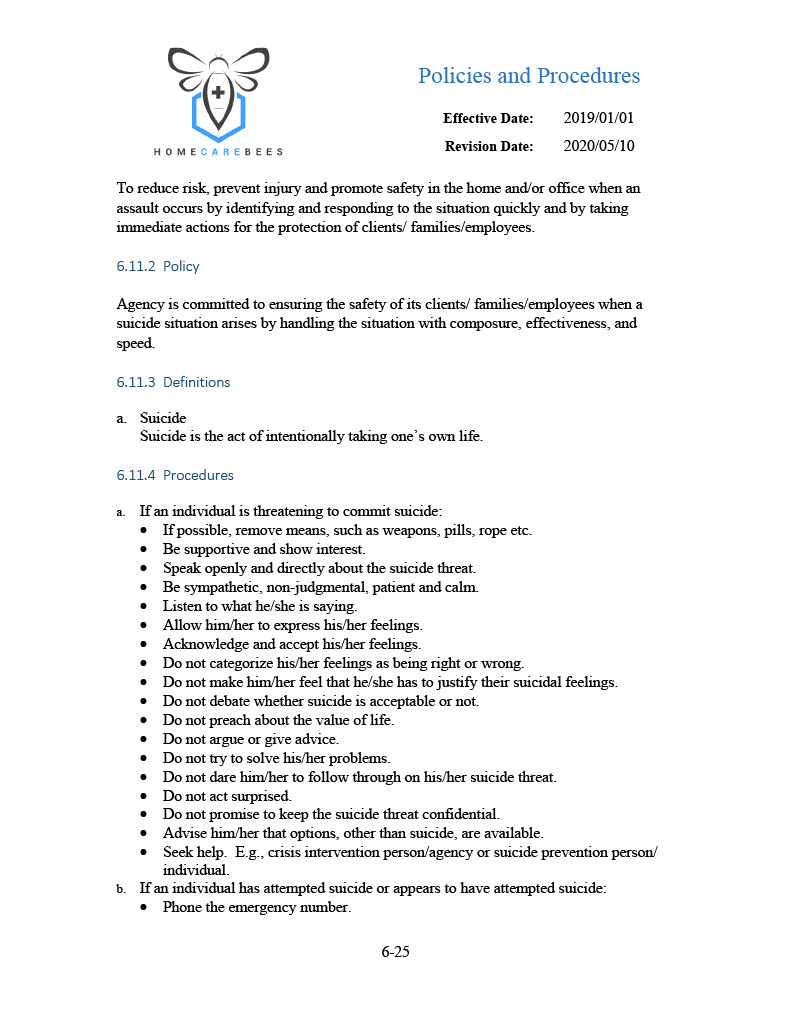 Policies and Procedures
Effective Date: 2019/01/01
Revision Date: 2020/05/10
HOMECAREBEES
To reduce risk, prevent injury and promote safety in the home and/or office when an
assault occurs by identifying and responding to the situation quickly and by taking
immediate actions for the protection of clients/ families/employees.
6.11.2 Policy
Agency is committed to ensuring the safety of its clients/ families/employees when a
suicide situation arises by handling the situation with composure, effectiveness, and
speed.
6.11.3 Definitions
a. Suicide
Suicide is the act of intentionally taking one’s own life.
6.11.4 Procedures
a. If an individual is threatening to commit suicide:
• If possible, remove means, such as weapons, pills, rope etc.
• Be supportive and show interest.
• Speak openly and directly about the suicide threat.
• Be sympathetic, non-judgmental, patient and calm.
• Listen to what he/she is saying.
• Allow him/her to express his/her feelings.
• Acknowledge and accept his/her feelings.
• Do not categorize his/her feelings as being right or wrong.
• Do not make him/her feel that he/she has to justify their suicidal feelings.
• Do not debate whether suicide is acceptable or not.
• Do not preach about the value of life.
• Do not argue or give advice.
• Do not try to solve his/her problems.
• Do not dare him/her to follow through on his/her suicide threat.
• Do not act surprised.
• Do not promise to keep the suicide threat confidential.
• Advise him/her that options, other than suicide, are available.
• Seek help.  E.g., crisis intervention person/agency or suicide prevention person/
individual.
b. If an individual has attempted suicide or appears to have attempted suicide:
• Phone the emergency number.
6-25